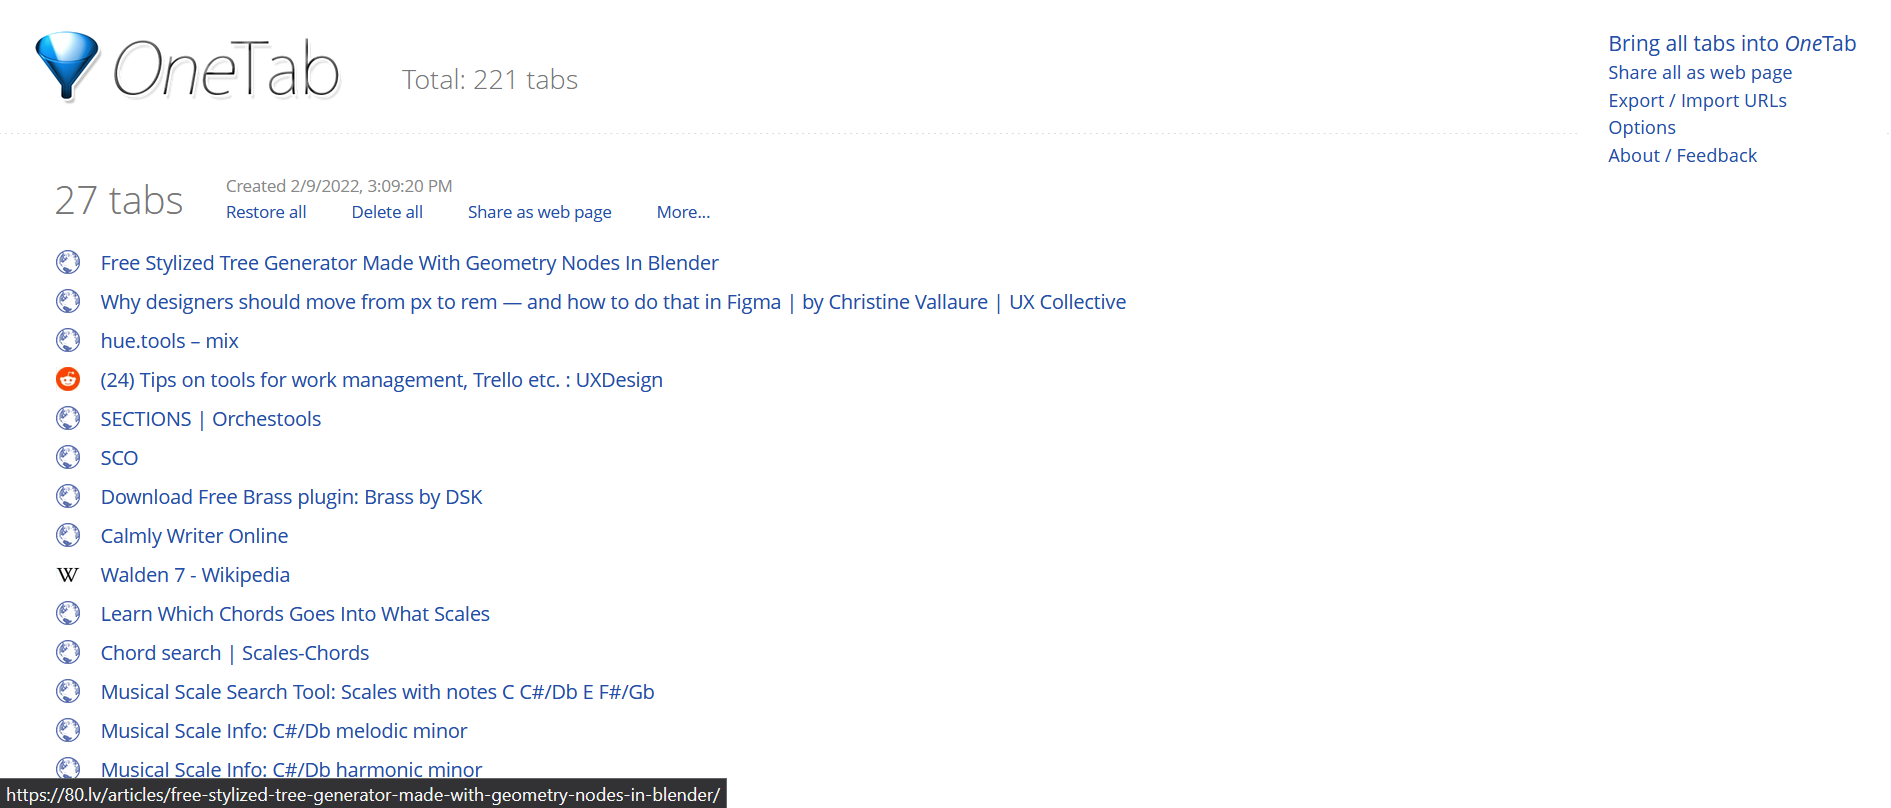 OneTab
Total: 221 tabs
Bring all tabs into OneTab
Share all as web page
Export / Import URLs
Options
About / Feedback
27 tabs
Created 2/9/2022, 3:09:20 PM
Restore all Delete all Share as web page More...
Free Stylized Tree Generator Made With Geometry Nodes In Blender
Why designers should move from px to rem — and how to do that in Figma | by Christine Vallaure | UX Collective
hue.tools – mix
(24) Tips on tools for work management, Trello etc. : UXDesign
SECTIONS | Orchestools
SCO
Download Free Brass plugin: Brass by DSK
Calmly Writer Online
W Walden 7 - Wikipedia
Learn Which Chords Goes Into What Scales
Chord search | Scales-Chords
Musical Scale Search Tool: Scales with notes C C#/Db E F#/Gb
Musical Scale Info: C#/Db melodic minor
Musical Scale Info: C#/Db harmonic minor
https://80.lv/articles/free-stylized-tree-generator-made-with-geometry-nodes-in-blender/